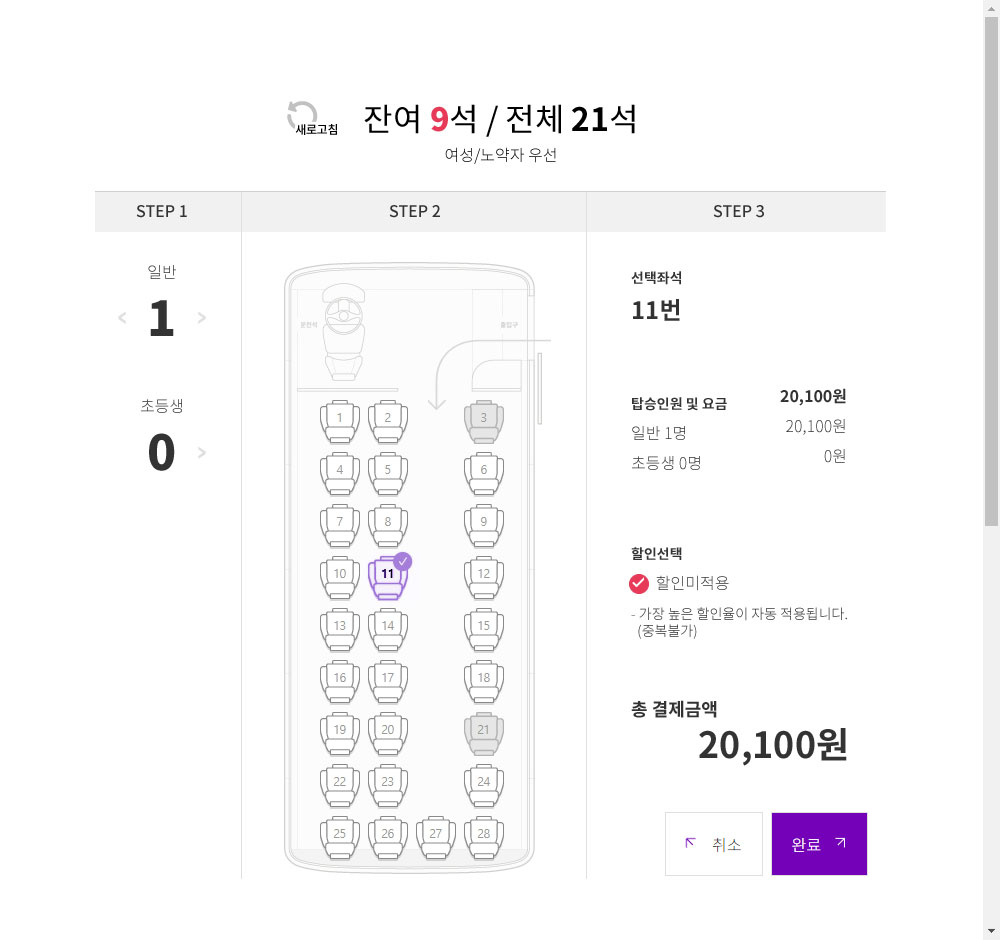 새로고침
잔여 9석 / 전체 21석
여성/노약자 우선
STEP 1
STEP 2
STEP 3
일반
1
초등생
0
운전석
출입구
1 2 3
4 5 6
7 8 9
10 11 12
13 14 15
16 17 18
19 20 21
22 23 24
25 26 27 28
선택좌석
11번
탑승인원 및 요금 20,100원
일반 1명 20,100원
초등생 0명 0원
할인선택
할인미적용
- 가장 높은 할인율이 자동 적용됩니다.
(중복불가)
총 결제금액
20,100원
취소
완료